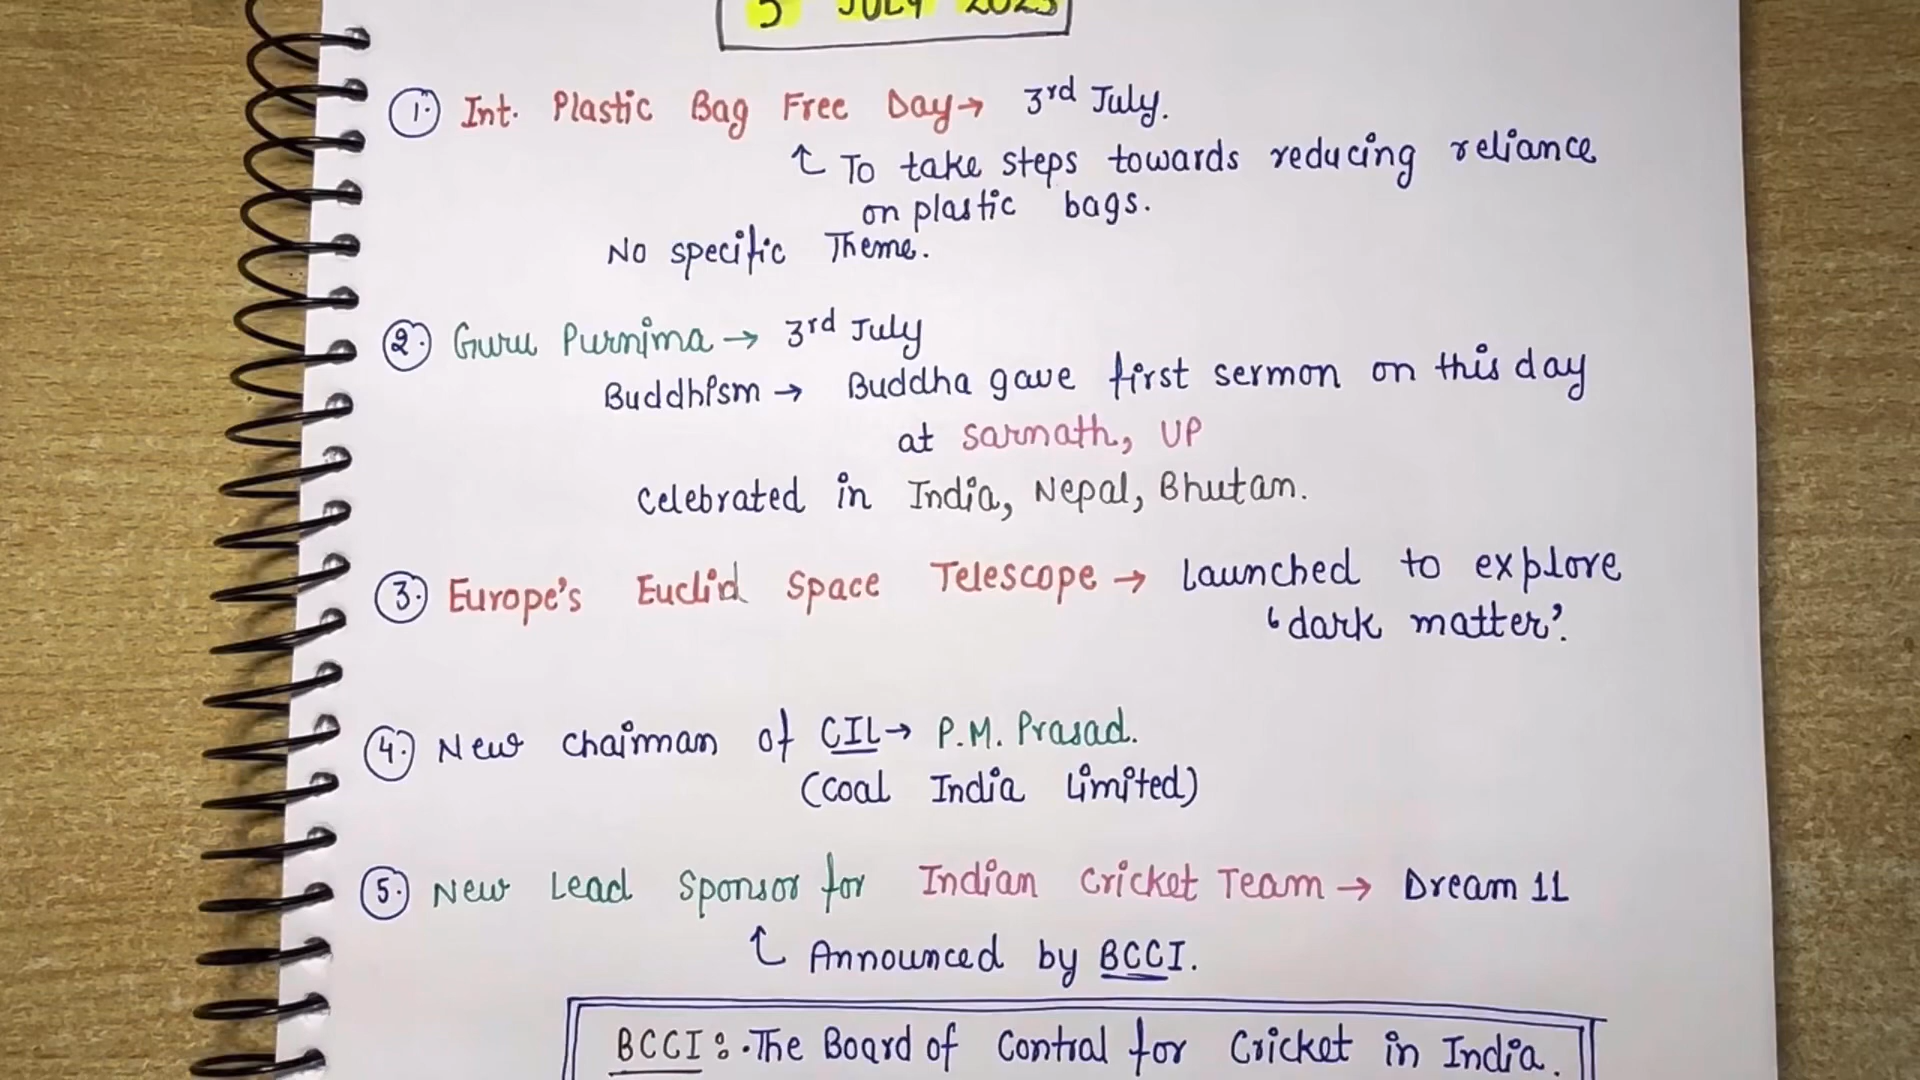 JULY 2023
1. Int. Plastic Bag Free Day → 3rd July.
↑ To take steps towards reducing reliance
on plastic bags.
No specific Theme.
2. Guru Purnima → 3rd July
Buddhism → Buddha gave first sermon on this day
at Sarnath, UP
Celebrated in India, Nepal, Bhutan.
3. Europe's Euclid Space Telescope → Launched to explore
'dark matter'.
4. New Chairman of CIL → P.M. Prasad.
(Coal India Limited)
5. New Lead Sponsor for Indian Cricket Team → Dream 11
↑ Announced by BCCI.
BCCI : • The Board of Control for Cricket in India.